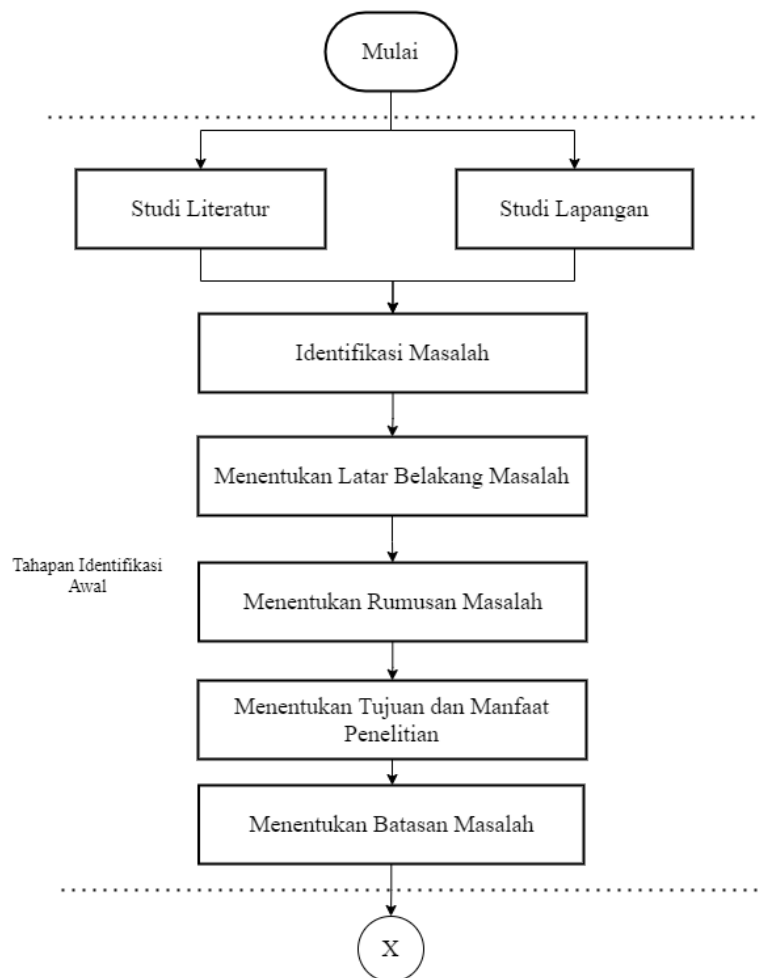 Mulai
Studi Literatur
Studi Lapangan
Identifikasi Masalah
Menentukan Latar Belakang Masalah
Tahapan Identifikasi
Awal
Menentukan Rumusan Masalah
Menentukan Tujuan dan Manfaat
Penelitian
Menentukan Batasan Masalah
X